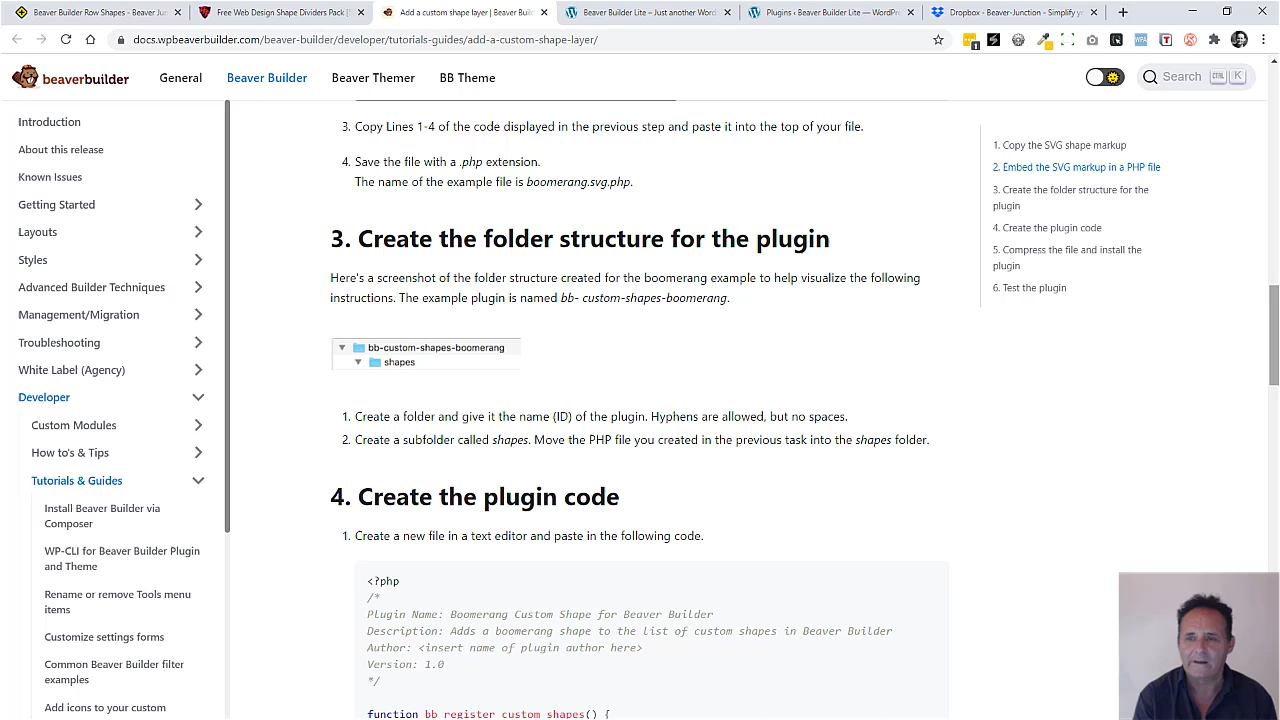 Beaver Builder Row Shapes - Beaver Jun
Free Web Design Shape Dividers Pack [
Add a custom shape layer | Beaver Buil
Beaver Builder Lite – Just another Word
Plugins ‹ Beaver Builder Lite — WordPre
Dropbox - Beaver-Junction - Simplify y
docs.wpbeaverbuilder.com/beaver-builder/developer/tutorials-guides/add-a-custom-shape-layer/
beaverbuilder
General
Beaver Builder
Beaver Themer
BB Theme
Search
CTRL
K
Introduction
About this release
Known Issues
Getting Started
Layouts
Styles
Advanced Builder Techniques
Management/Migration
Troubleshooting
White Label (Agency)
Developer
Custom Modules
How to's & Tips
Tutorials & Guides
Install Beaver Builder via
Composer
WP-CLI for Beaver Builder Plugin
and Theme
Rename or remove Tools menu
items
Customize settings forms
Common Beaver Builder filter
examples
Add icons to your custom
3. Copy Lines 1-4 of the code displayed in the previous step and paste it into the top of your file.
4. Save the file with a .php extension.
The name of the example file is boomerang.svg.php.
3. Create the folder structure for the plugin
Here's a screenshot of the folder structure created for the boomerang example to help visualize the following
instructions. The example plugin is named bb- custom-shapes-boomerang.
bb-custom-shapes-boomerang
shapes
1. Create a folder and give it the name (ID) of the plugin. Hyphens are allowed, but no spaces.
2. Create a subfolder called shapes. Move the PHP file you created in the previous task into the shapes folder.
4. Create the plugin code
1. Create a new file in a text editor and paste in the following code.
<?php
/*
Plugin Name: Boomerang Custom Shape for Beaver Builder
Description: Adds a boomerang shape to the list of custom shapes in Beaver Builder
Author: <insert name of plugin author here>
Version: 1.0
*/
function bb_register_custom_shapes() {
1. Copy the SVG shape markup
2. Embed the SVG markup in a PHP file
3. Create the folder structure for the
plugin
4. Create the plugin code
5. Compress the file and install the
plugin
6. Test the plugin